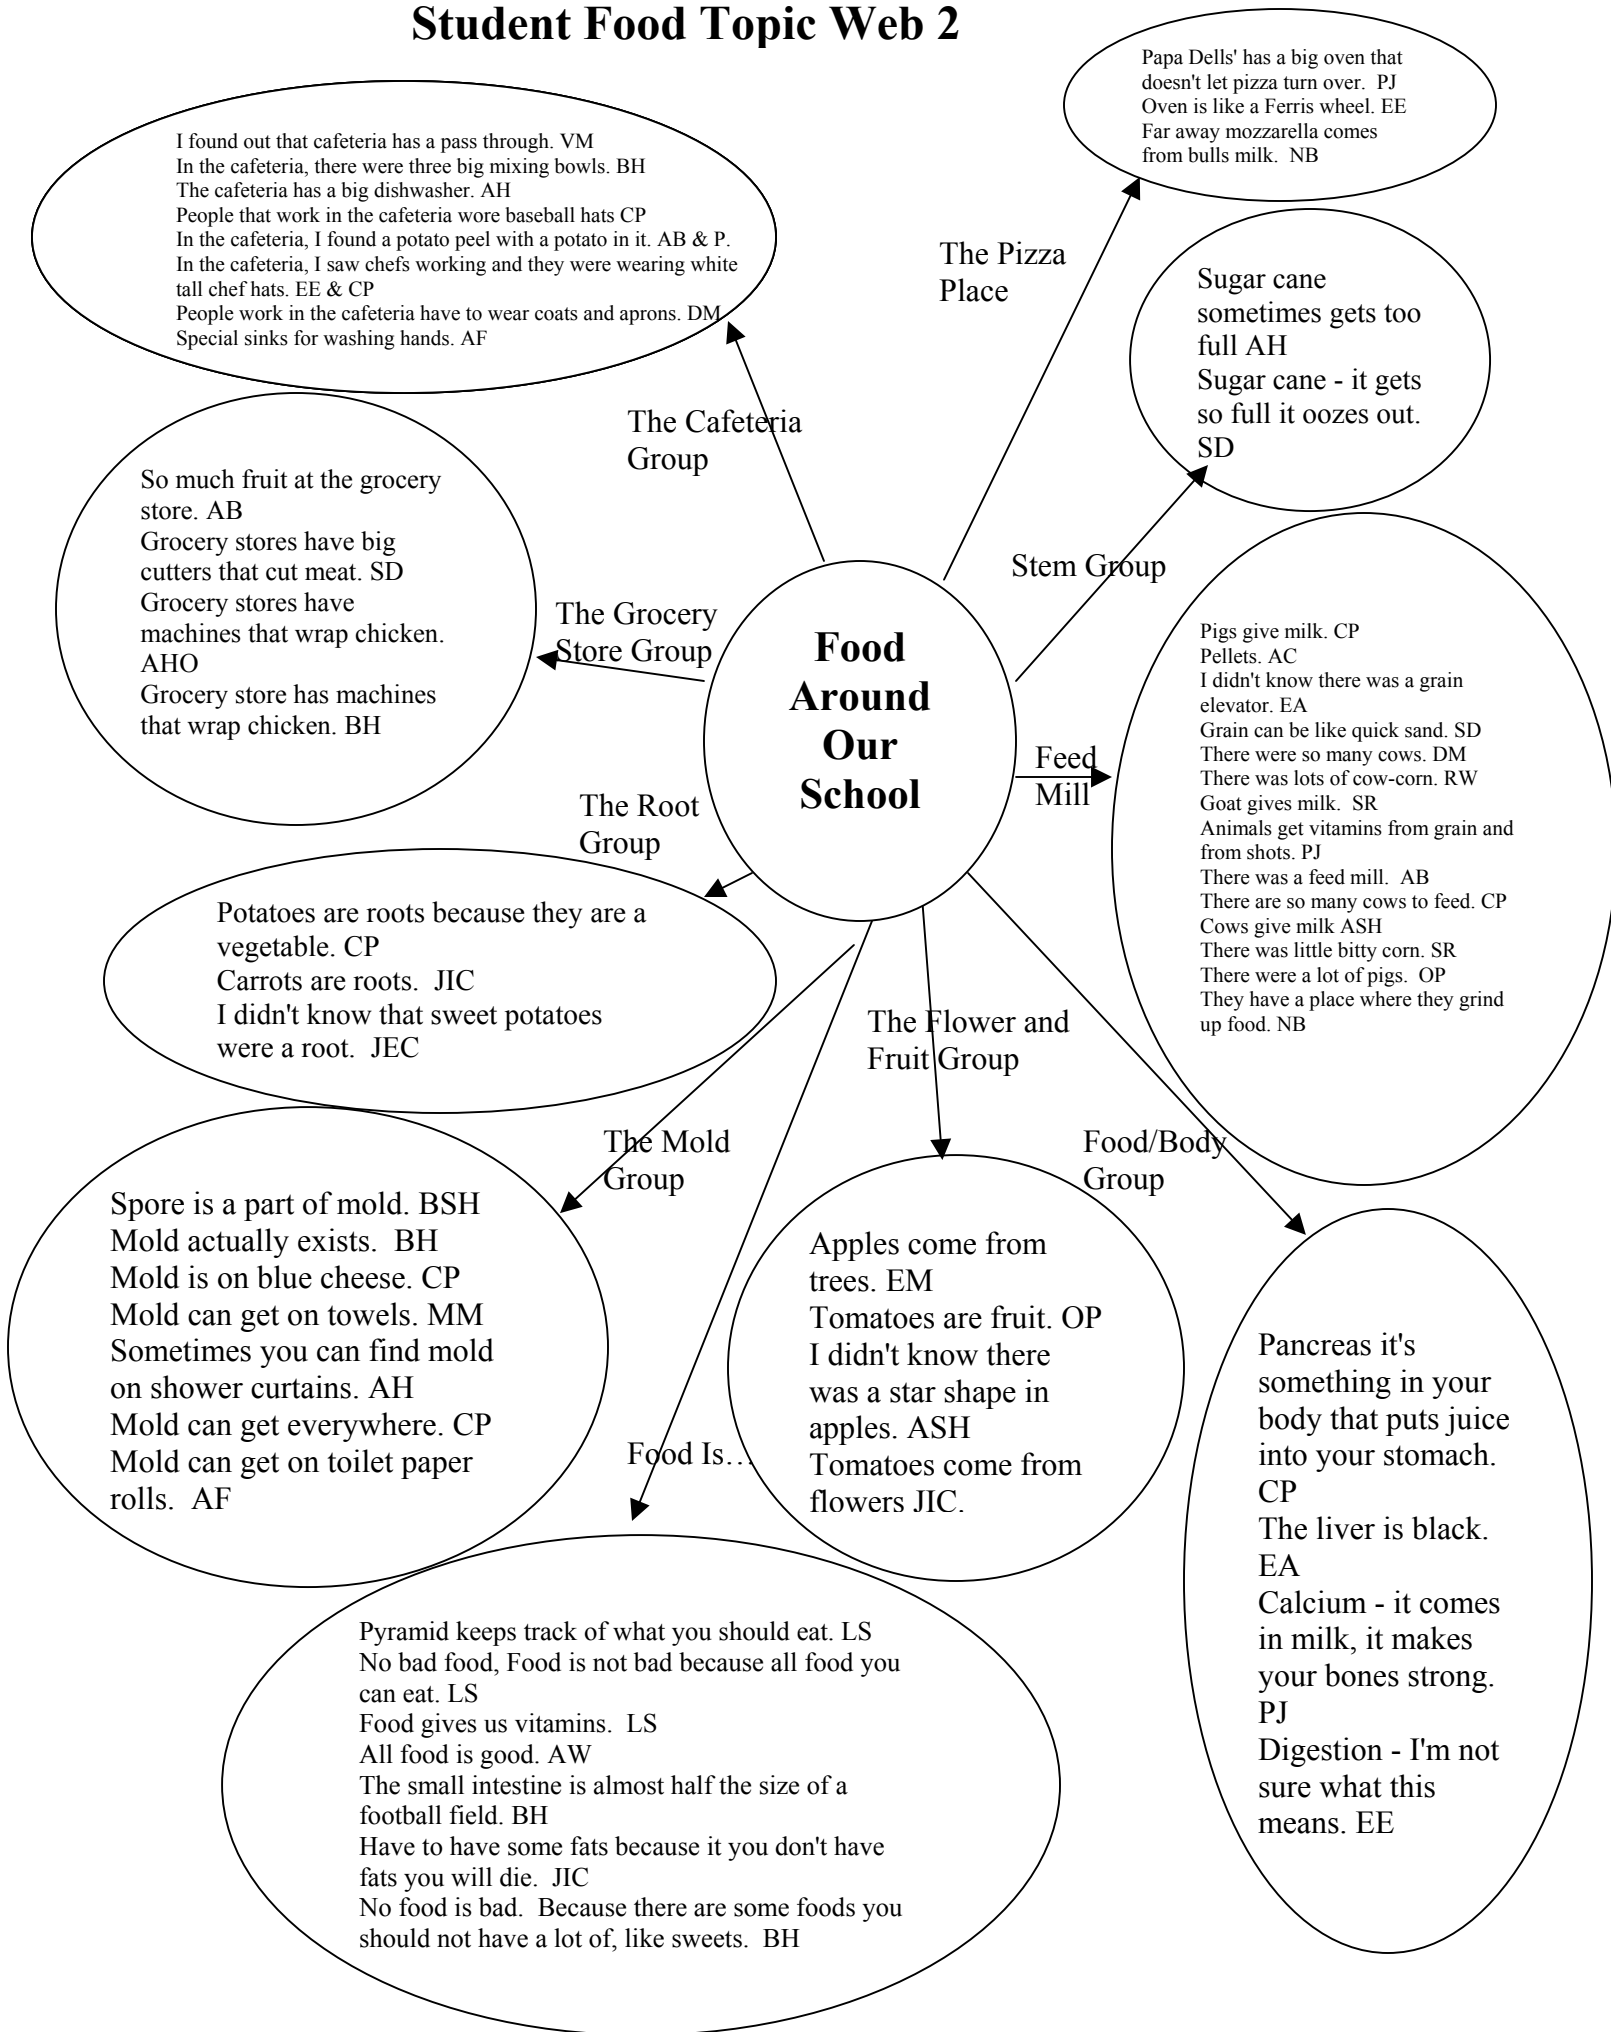 Student Food Topic Web 2
Papa Dells' has a big oven that
doesn't let pizza turn over. PJ
Oven is like a Ferris wheel. EE
Far away mozzarella comes
from bulls milk. NB
I found out that cafeteria has a pass through. VM
In the cafeteria, there were three big mixing bowls. BH
The cafeteria has a big dishwasher. AH
People that work in the cafeteria wore baseball hats CP
In the cafeteria, I found a potato peel with a potato in it. AB & P.
In the cafeteria, I saw chefs working and they were wearing white
tall chef hats. EE & CP
People work in the cafeteria have to wear coats and aprons. DM
Special sinks for washing hands. AF
The Pizza
Place
Sugar cane
sometimes gets too
full AH
Sugar cane - it gets
so full it oozes out.
SD
The Cafeteria
Group
So much fruit at the grocery
store. AB
Grocery stores have big
cutters that cut meat. SD
Grocery stores have
machines that wrap chicken.
AHO
Grocery store has machines
that wrap chicken. BH
Stem Group
The Grocery
Store Group
Food
Around
Our
School
Pigs give milk. CP
Pellets. AC
I didn't know there was a grain
elevator. EA
Grain can be like quick sand. SD
There were so many cows. DM
There was lots of cow-corn. RW
Goat gives milk. SR
Animals get vitamins from grain and
from shots. PJ
There was a feed mill. AB
There are so many cows to feed. CP
Cows give milk ASH
There was little bitty corn. SR
There were a lot of pigs. OP
They have a place where they grind
up food. NB
Feed
Mill
The Root
Group
Potatoes are roots because they are a
vegetable. CP
Carrots are roots. JIC
I didn't know that sweet potatoes
were a root. JEC
The Flower and
Fruit Group
The Mold
Group
Food/Body
Group
Spore is a part of mold. BSH
Mold actually exists. BH
Mold is on blue cheese. CP
Mold can get on towels. MM
Sometimes you can find mold
on shower curtains. AH
Mold can get everywhere. CP
Mold can get on toilet paper
rolls. AF
Apples come from
trees. EM
Tomatoes are fruit. OP
I didn't know there
was a star shape in
apples. ASH
Tomatoes come from
flowers JIC.
Pancreas it's
something in your
body that puts juice
into your stomach.
CP
The liver is black.
EA
Calcium - it comes
in milk, it makes
your bones strong.
PJ
Digestion - I'm not
sure what this
means. EE
Food Is…
Pyramid keeps track of what you should eat. LS
No bad food, Food is not bad because all food you
can eat. LS
Food gives us vitamins. LS
All food is good. AW
The small intestine is almost half the size of a
football field. BH
Have to have some fats because it you don't have
fats you will die. JIC
No food is bad. Because there are some foods you
should not have a lot of, like sweets. BH